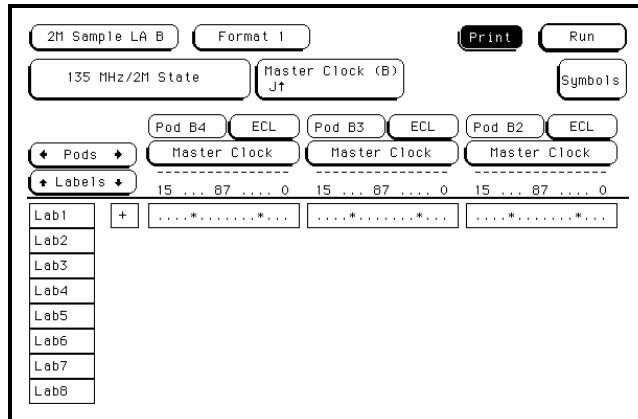 2M Sample LA B Format 1 Print Run
135 MHz/2M State Master Clock (B) Symbols
J↑
Pod B4 ECL Pod B3 ECL Pod B2 ECL
← Pods → Master Clock Master Clock Master Clock
↑ Labels ↓ ---------------- ---------------- ----------------
15 ... 87 .... 0 15 ... 87 .... 0 15 ... 87 .... 0
Lab1 + ....*.......*... ....*.......*... ....*.......*...
Lab2
Lab3
Lab4
Lab5
Lab6
Lab7
Lab8